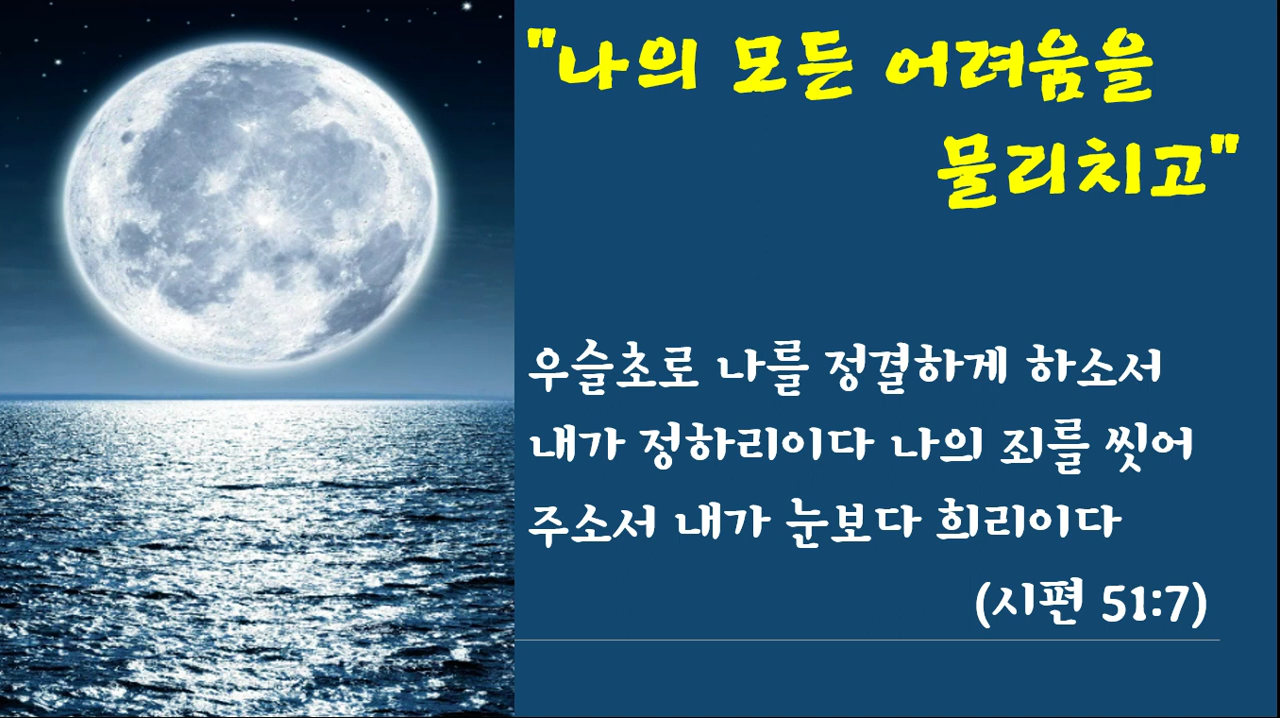 "나의 모든 어려움을
물리치고"
우슬초로 나를 정결하게 하소서
내가 정하리이다 나의 죄를 씻어
주소서 내가 눈보다 희리이다
(시편 51:7)